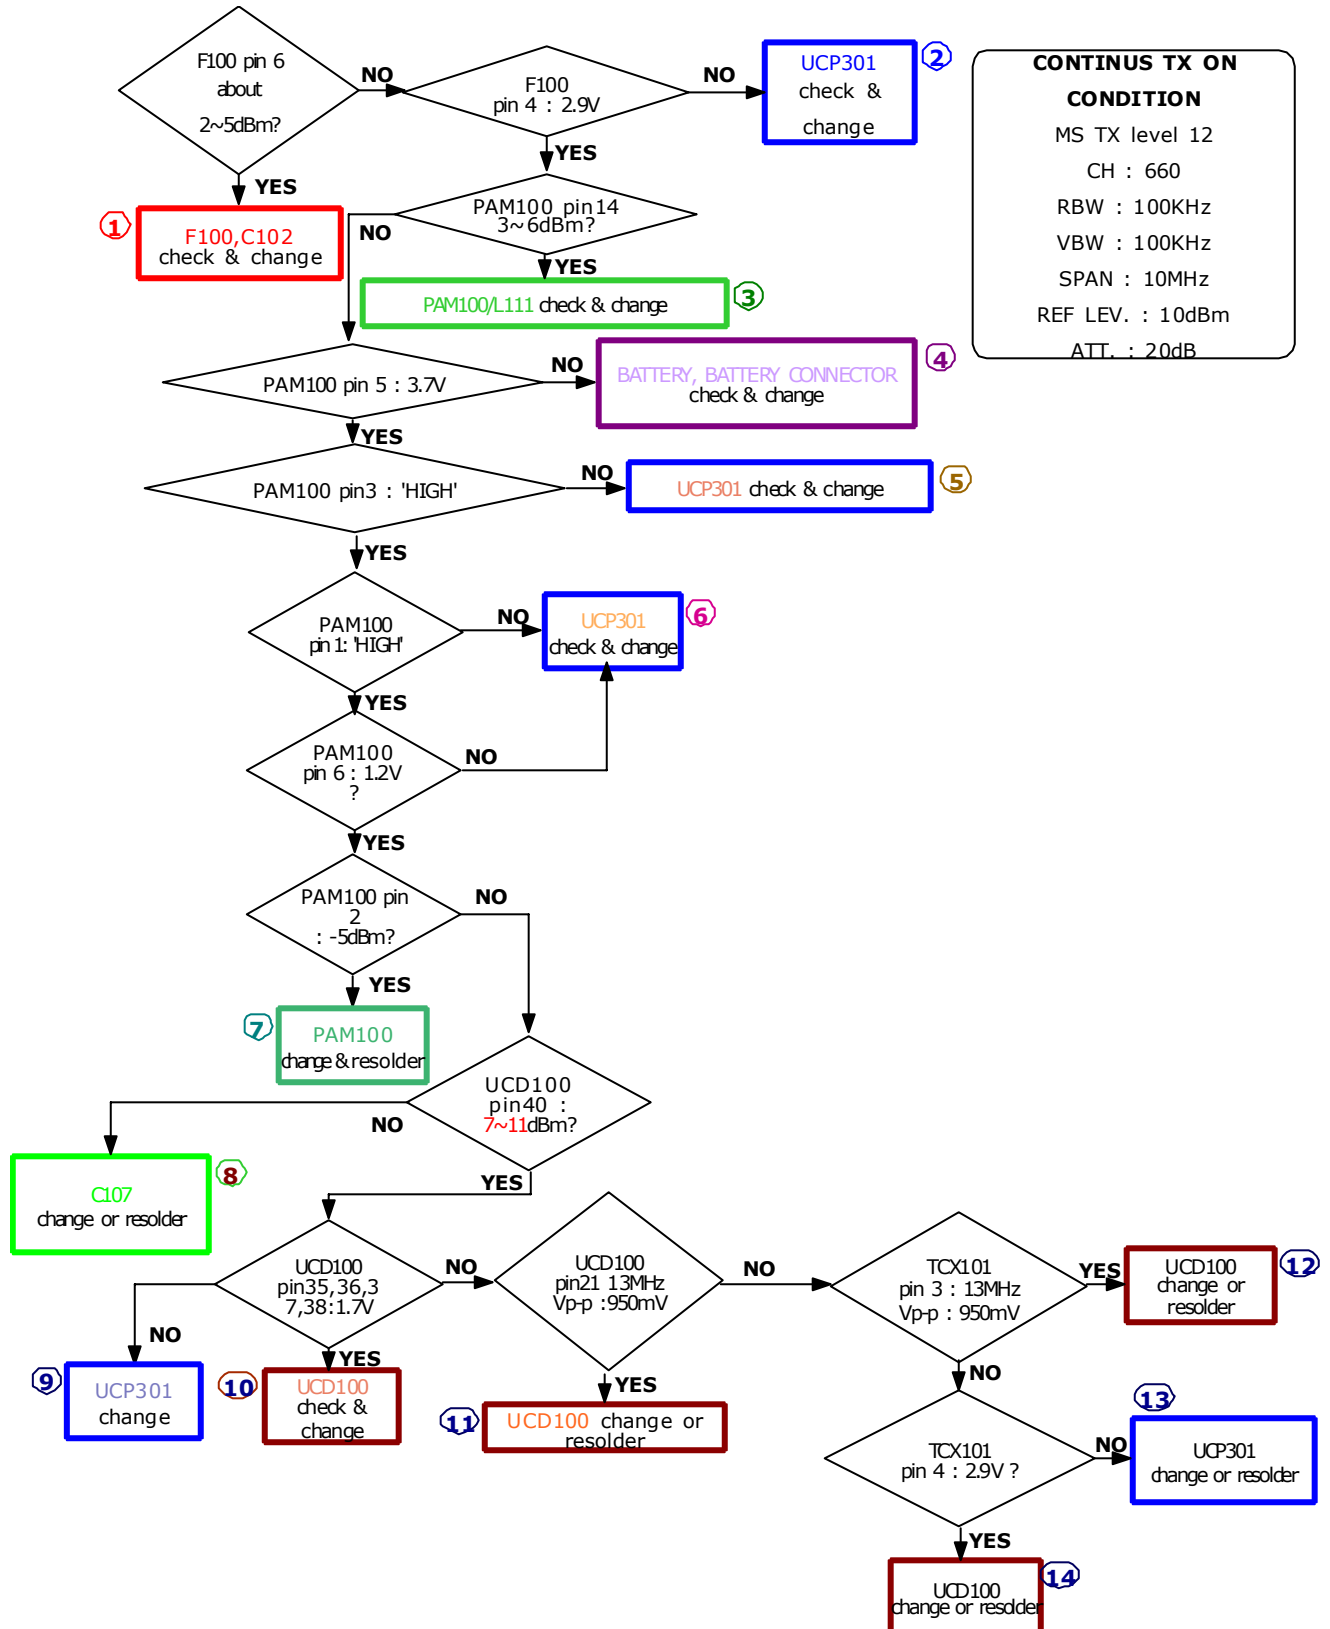 F100 pin 6
about
2~5dBm?
NO
F100
pin 4 : 2.9V
NO
UCP301
check &
change
2
CONTINUS TX ON
CONDITION
MS TX level 12
CH : 660
RBW : 100KHz
VBW : 100KHz
SPAN : 10MHz
REF LEV. : 10dBm
ATT. : 20dB
YES
YES
1
F100,C102
check & change
PAM100 pin14
3~6dBm?
NO
YES
PAM100/L111 check & change
3
PAM100 pin 5 : 3.7V
NO
BATTERY, BATTERY CONNECTOR
check & change
4
YES
PAM100 pin3 : 'HIGH'
NO
UCP301 check & change
5
YES
PAM100
pin 1: 'HIGH'
NO
UCP301
check & change
6
YES
PAM100
pin 6 : 1.2V
?
NO
YES
PAM100 pin
2
: -5dBm?
NO
YES
7
PAM100
change & resolder
UCD100
pin40 :
7~11dBm?
NO
YES
C107
change or resolder
8
UCD100
pin35,36,3
7,38:1.7V
NO
NO
YES
UCD100
pin21 13MHz
Vp-p :950mV
NO
YES
TCX101
pin 3 : 13MHz
Vp-p : 950mV
YES
UCD100
change or
resolder
12
NO
9
UCP301
change
10
UCD100
check &
change
11
UCD100 change or
resolder
TCX101
pin 4 : 2.9V ?
NO
13
UCP301
change or resolder
YES
UCD100
change or resolder
14